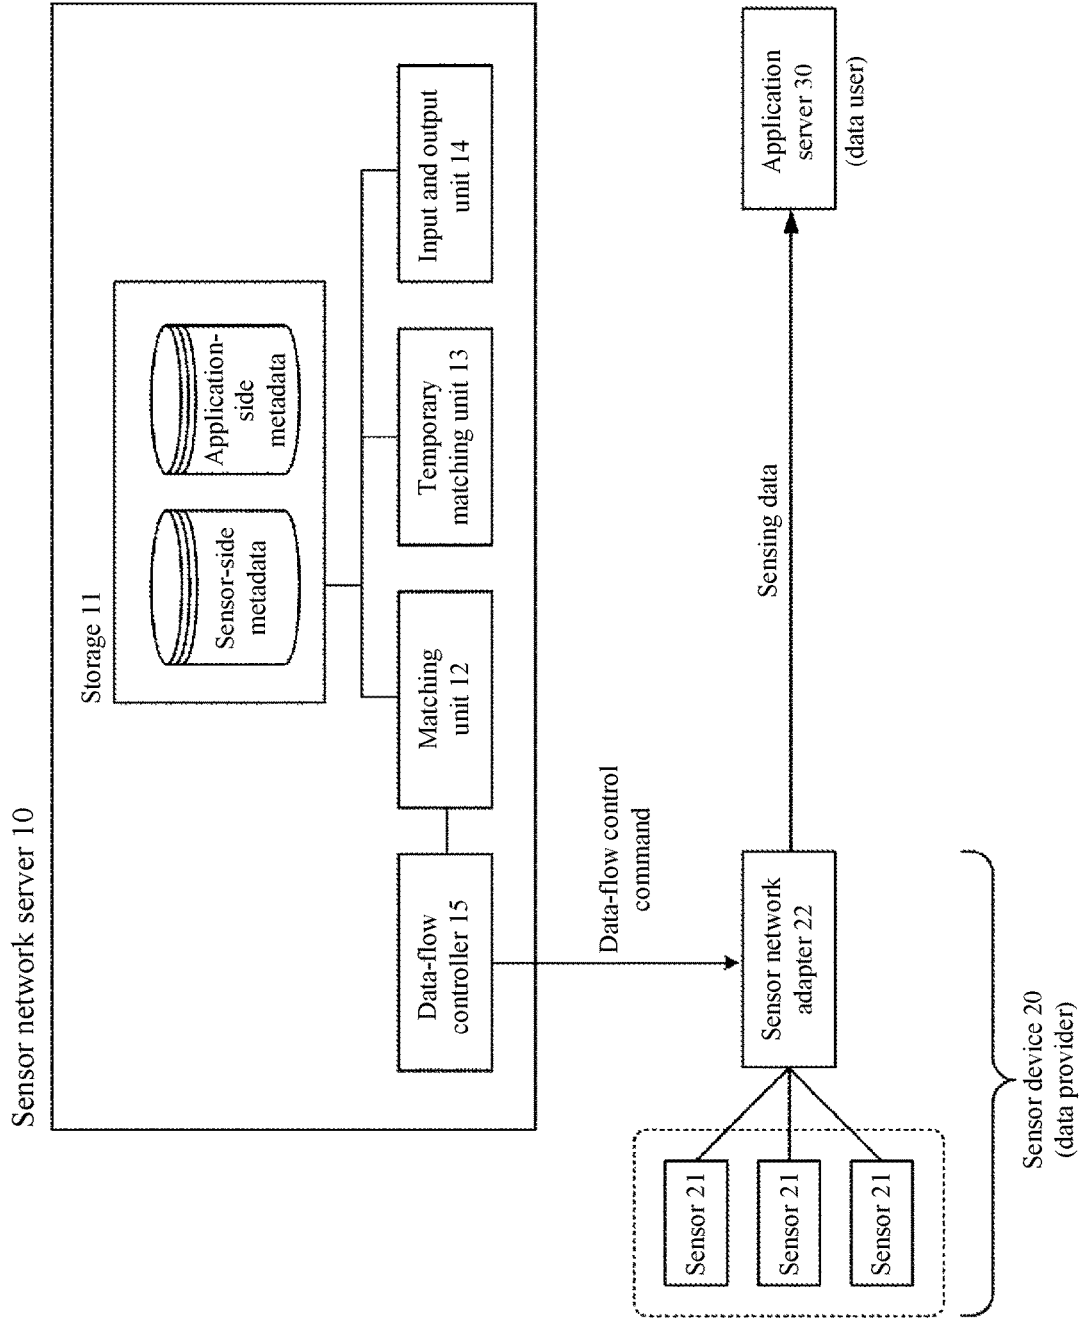 Sensor network server 10
Storage 11
Sensor-side
metadata
Application-
side
metadata
Data-flow
controller 15
Matching
unit 12
Temporary
matching unit 13
Input and output
unit 14
Data-flow control
command
Sensor 21
Sensor 21
Sensor 21
Sensor network
adapter 22
Sensing data
Application
server 30
(data user)
Sensor device 20
(data provider)